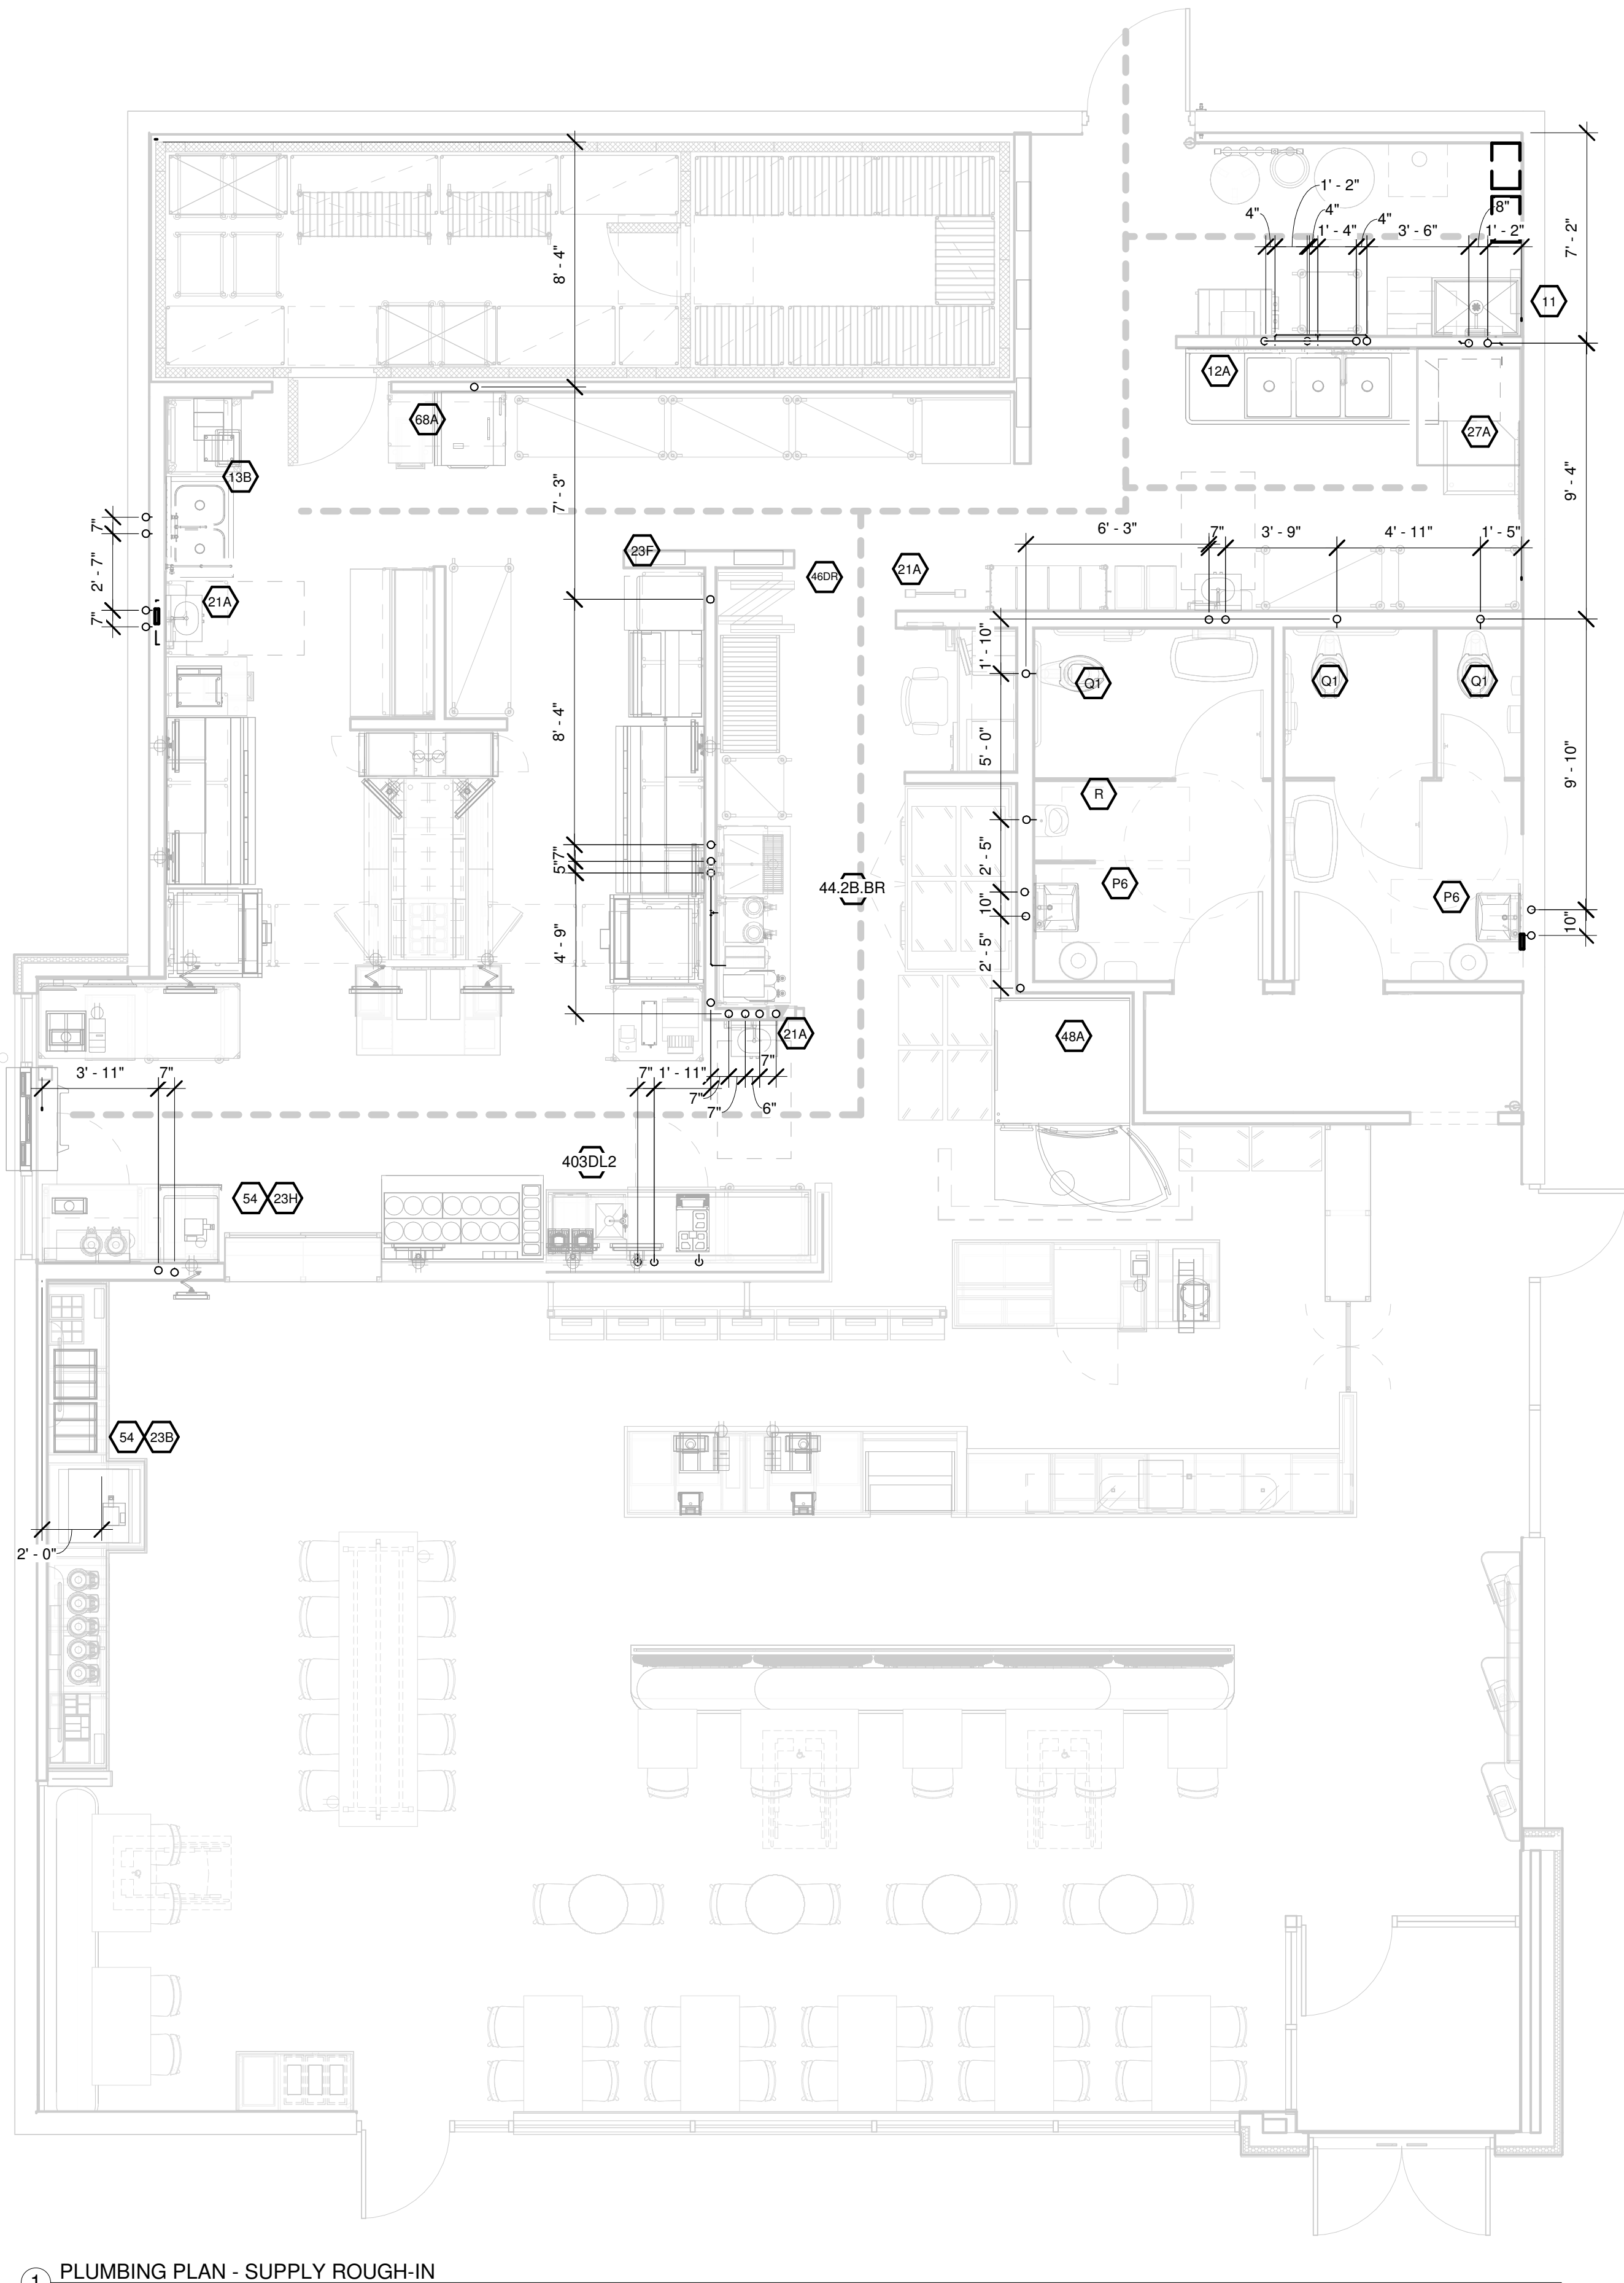 1' - 2"
4"
4"
4"
8"
1' - 4"
3' - 6"
1' - 2"
7' - 2"
8' - 4"
11
12A
68A
27A
13B
7' - 3"
9' - 4"
7"
2' - 7"
7"
6' - 3"
7"
3' - 9"
4' - 11"
1' - 5"
23F
46DR
21A
21A
1' - 10"
Q1
Q1
Q1
8' - 4"
5' - 0"
9' - 10"
R
7"
5"
2' - 5"
44.2B.BR
P6
P6
10"
10"
4' - 9"
2' - 5"
21A
48A
3' - 11"
7"
7"
1' - 11"
7"
7"
7"
6"
403DL2
54
23H
54
23B
2' - 0"
1
PLUMBING PLAN - SUPPLY ROUGH-IN